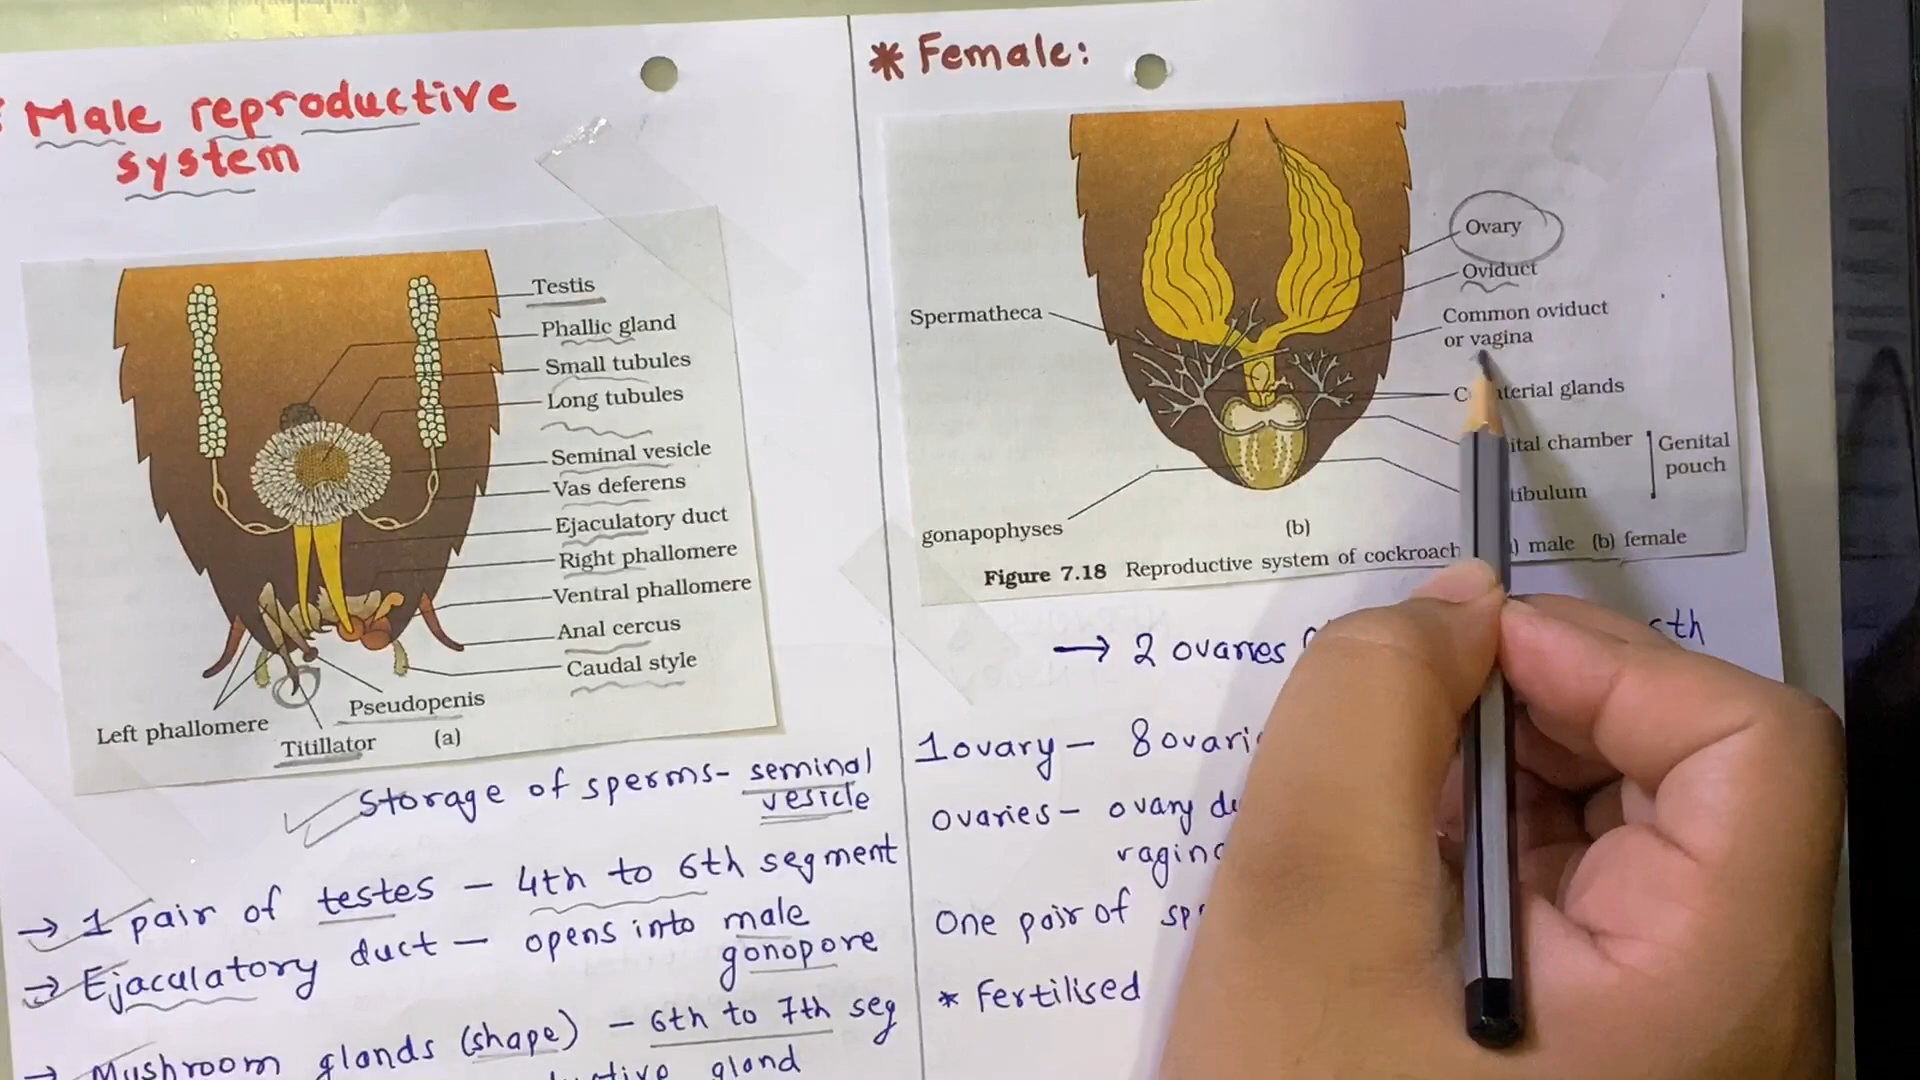 Male reproductive
system
Testis
Phallic gland
Small tubules
Long tubules
Seminal vesicle
Vas deferens
Ejaculatory duct
Right phallomere
Ventral phallomere
Anal cercus
Caudal style
Pseudopenis
Left phallomere
Titillator
(a)
Storage of sperms- seminal
vesicle
→ 1 pair of testes - 4th to 6th segment
→ Ejaculatory duct - opens into male
gonopore
→ Mushroom glands (shape) - 6th to 7th seg
gland
* Female:
Ovary
Oviduct
Common oviduct
or vagina
Spermatheca
glands
chamber
Genital
pouch
gonapophyses
(b)
Figure 7.18 Reproductive system of cockroach
male (b) female
→ 2 ovaries
1 ovary - 8
ovaries - ovary
One pair of
* Fertilised